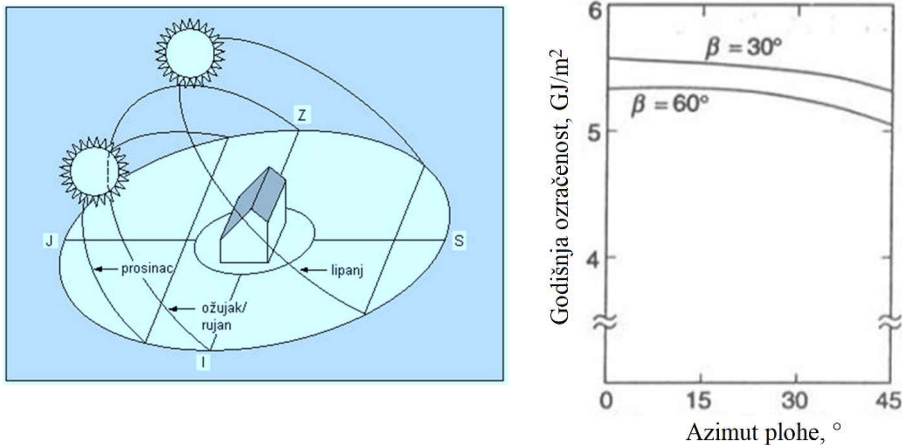 Z
J
S
prosinac
lipanj
ožujak/
rujan
I
Godišnja ozračenost, GJ/m²
6
5
4
β = 30°
β = 60°
0 15 30 45
Azimut plohe, °